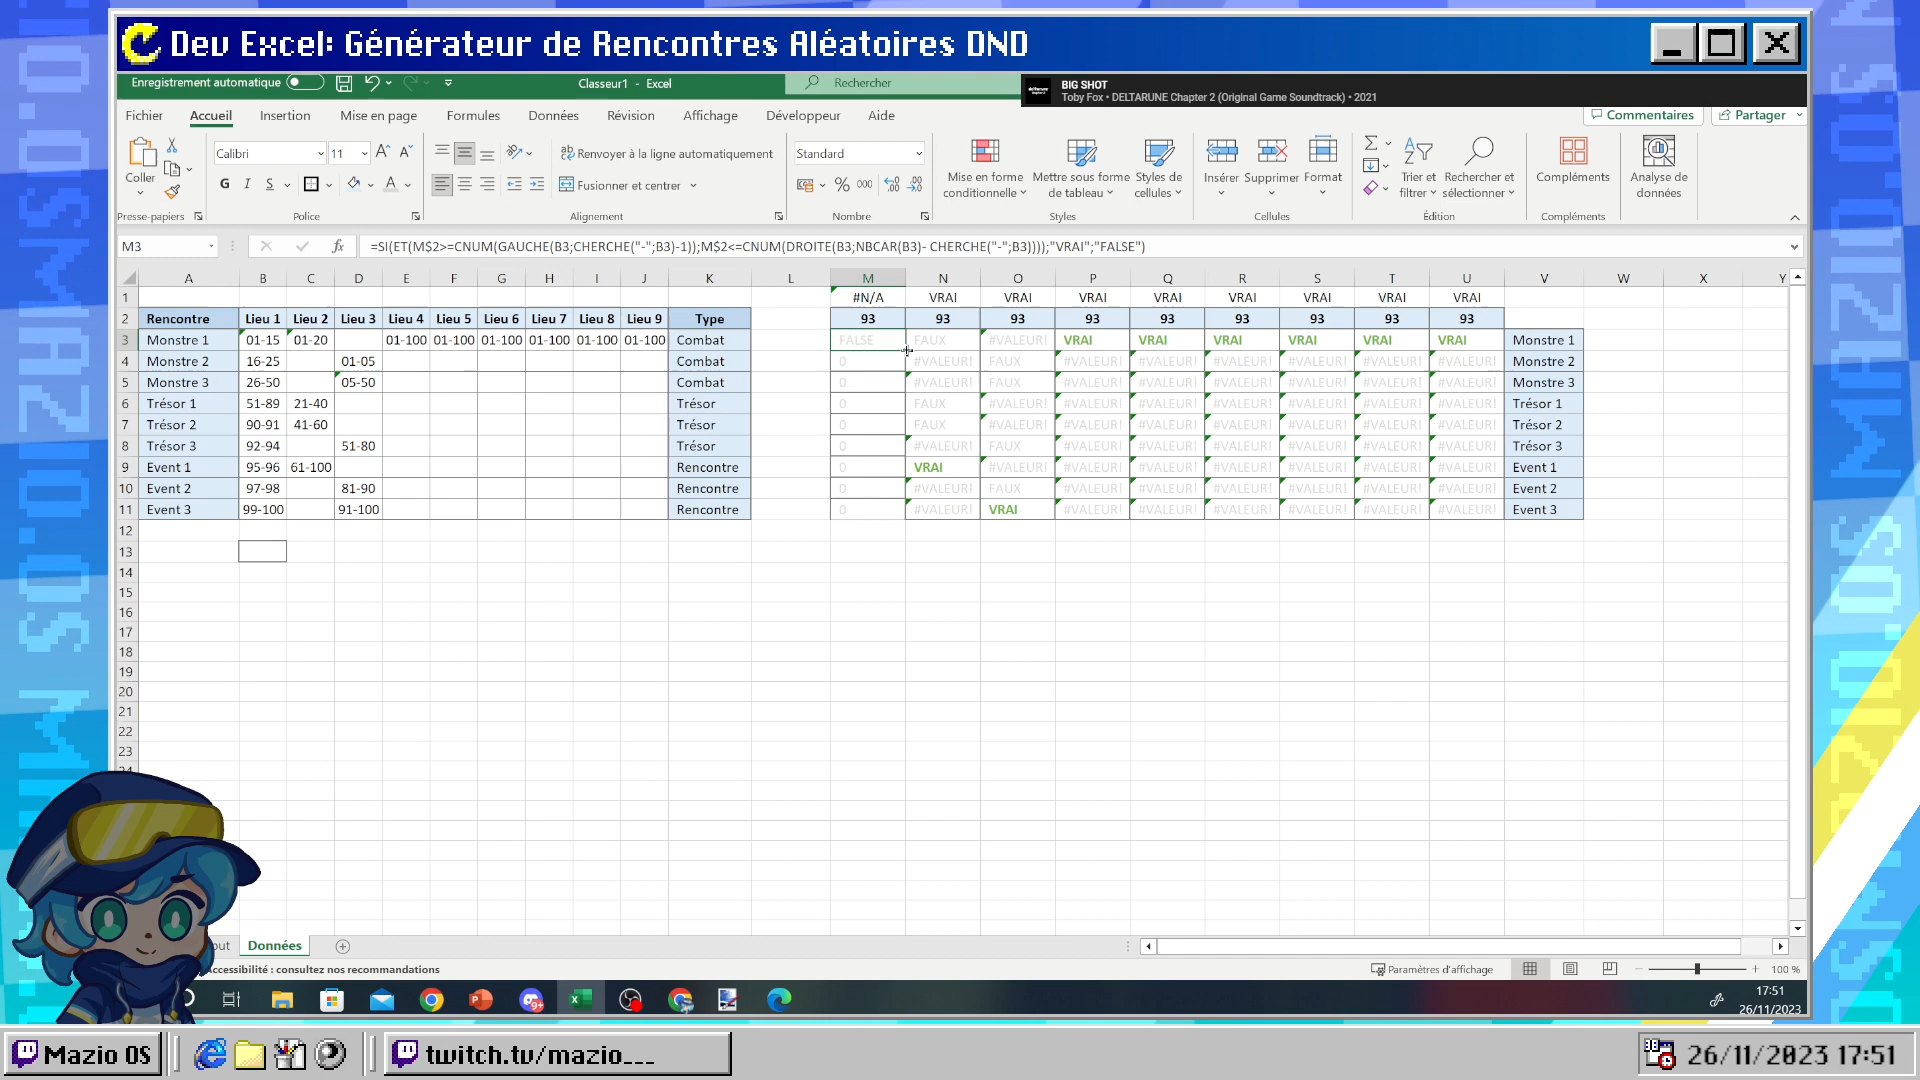 Dev Excel: Générateur de Rencontres Aléatoires DND
Enregistrement automatique
Classeur1 - Excel
Rechercher
BIG SHOT
Toby Fox • DELTARUNE Chapter 2 (Original Game Soundtrack) • 2021
Fichier Accueil Insertion Mise en page Formules Données Révision Affichage Développeur Aide
Commentaires Partager
Coller
Calibri 11
Renvoyer à la ligne automatiquement
Standard
G I S
Fusionner et centrer
% 000
Mise en forme conditionnelle
Mettre sous forme de tableau
Styles de cellules
Insérer Supprimer Format
Trier et filtrer
Rechercher et sélectionner
Compléments
Analyse de données
Presse-papiers Police Alignement Nombre Styles Cellules Édition Compléments
M3
fx
=SI(ET(M$2>=CNUM(GAUCHE(B3;CHERCHE("-";B3)-1));M$2<=CNUM(DROITE(B3;NBCAR(B3)- CHERCHE("-";B3))));"VRAI";"FALSE")
A B C D E F G H I J K L M N O P Q R S T U V W X Y
1 #N/A VRAI VRAI VRAI VRAI VRAI VRAI VRAI VRAI
2 Rencontre Lieu 1 Lieu 2 Lieu 3 Lieu 4 Lieu 5 Lieu 6 Lieu 7 Lieu 8 Lieu 9 Type 93 93 93 93 93 93 93 93 93
3 Monstre 1 01-15 01-20 01-100 01-100 01-100 01-100 01-100 01-100 Combat FALSE FAUX #VALEUR! VRAI VRAI VRAI VRAI VRAI VRAI Monstre 1
4 Monstre 2 16-25 01-05 Combat 0 #VALEUR! FAUX #VALEUR! #VALEUR! #VALEUR! #VALEUR! #VALEUR! #VALEUR! Monstre 2
5 Monstre 3 26-50 05-50 Combat 0 #VALEUR! FAUX #VALEUR! #VALEUR! #VALEUR! #VALEUR! #VALEUR! #VALEUR! Monstre 3
6 Trésor 1 51-89 21-40 Trésor 0 FAUX #VALEUR! #VALEUR! #VALEUR! #VALEUR! #VALEUR! #VALEUR! #VALEUR! Trésor 1
7 Trésor 2 90-91 41-60 Trésor 0 FAUX #VALEUR! #VALEUR! #VALEUR! #VALEUR! #VALEUR! #VALEUR! #VALEUR! Trésor 2
8 Trésor 3 92-94 51-80 Trésor 0 #VALEUR! FAUX #VALEUR! #VALEUR! #VALEUR! #VALEUR! #VALEUR! #VALEUR! Trésor 3
9 Event 1 95-96 61-100 Rencontre 0 VRAI #VALEUR! #VALEUR! #VALEUR! #VALEUR! #VALEUR! #VALEUR! #VALEUR! Event 1
10 Event 2 97-98 81-90 Rencontre 0 #VALEUR! FAUX #VALEUR! #VALEUR! #VALEUR! #VALEUR! #VALEUR! #VALEUR! Event 2
11 Event 3 99-100 91-100 Rencontre 0 #VALEUR! VRAI #VALEUR! #VALEUR! #VALEUR! #VALEUR! #VALEUR! #VALEUR! Event 3
12
13
14
15
16
17
18
19
20
21
22
23
24
out Données
Accessibilité : consultez nos recommandations
Paramètres d'affichage
100 %
17:51
26/11/2023
Mazio OS
twitch.tv/mazio___
26/11/2023 17:51